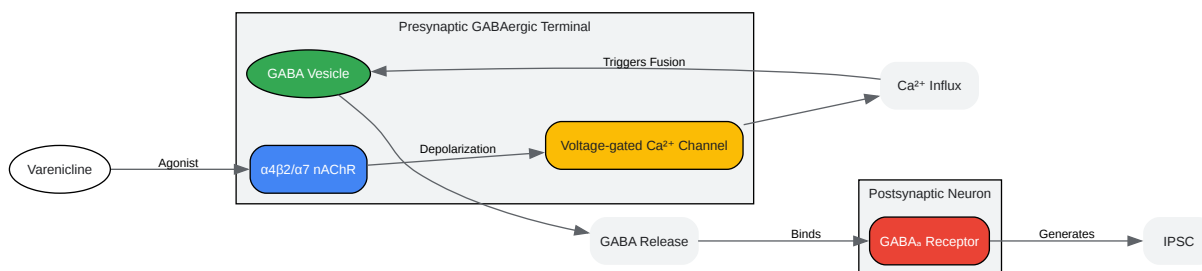 Presynaptic GABAergic Terminal
GABA Vesicle
Triggers Fusion
Ca²⁺ Influx
Varenicline
Agonist
α4β2/α7 nAChR
Depolarization
Voltage-gated Ca²⁺ Channel
Postsynaptic Neuron
GABA Release
Binds
GABAₐ Receptor
Generates
IPSC